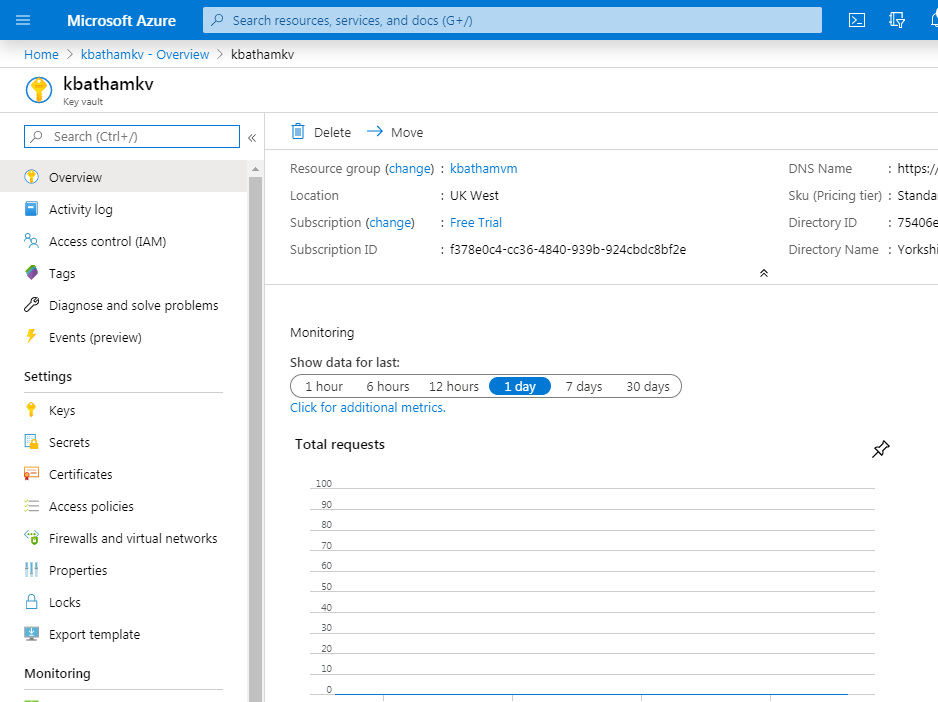 Microsoft Azure
Search resources, services, and docs (G+/)
Home > kbathamkv - Overview > kbathamkv
kbathamkv
Key vault
Search (Ctrl+/)
«
Delete
Move
Overview
Activity log
Access control (IAM)
Tags
Diagnose and solve problems
Events (preview)
Settings
Keys
Secrets
Certificates
Access policies
Firewalls and virtual networks
Properties
Locks
Export template
Monitoring
Resource group (change) : kbathamvm
Location : UK West
Subscription (change) : Free Trial
Subscription ID : f378e0c4-cc36-4840-939b-924cbdc8bf2e
DNS Name : https:/
Sku (Pricing tier) : Standa
Directory ID : 75406e
Directory Name : Yorkshi
Monitoring
Show data for last:
1 hour 6 hours 12 hours 1 day 7 days 30 days
Click for additional metrics.
Total requests
100
90
80
70
60
50
40
30
20
10
0